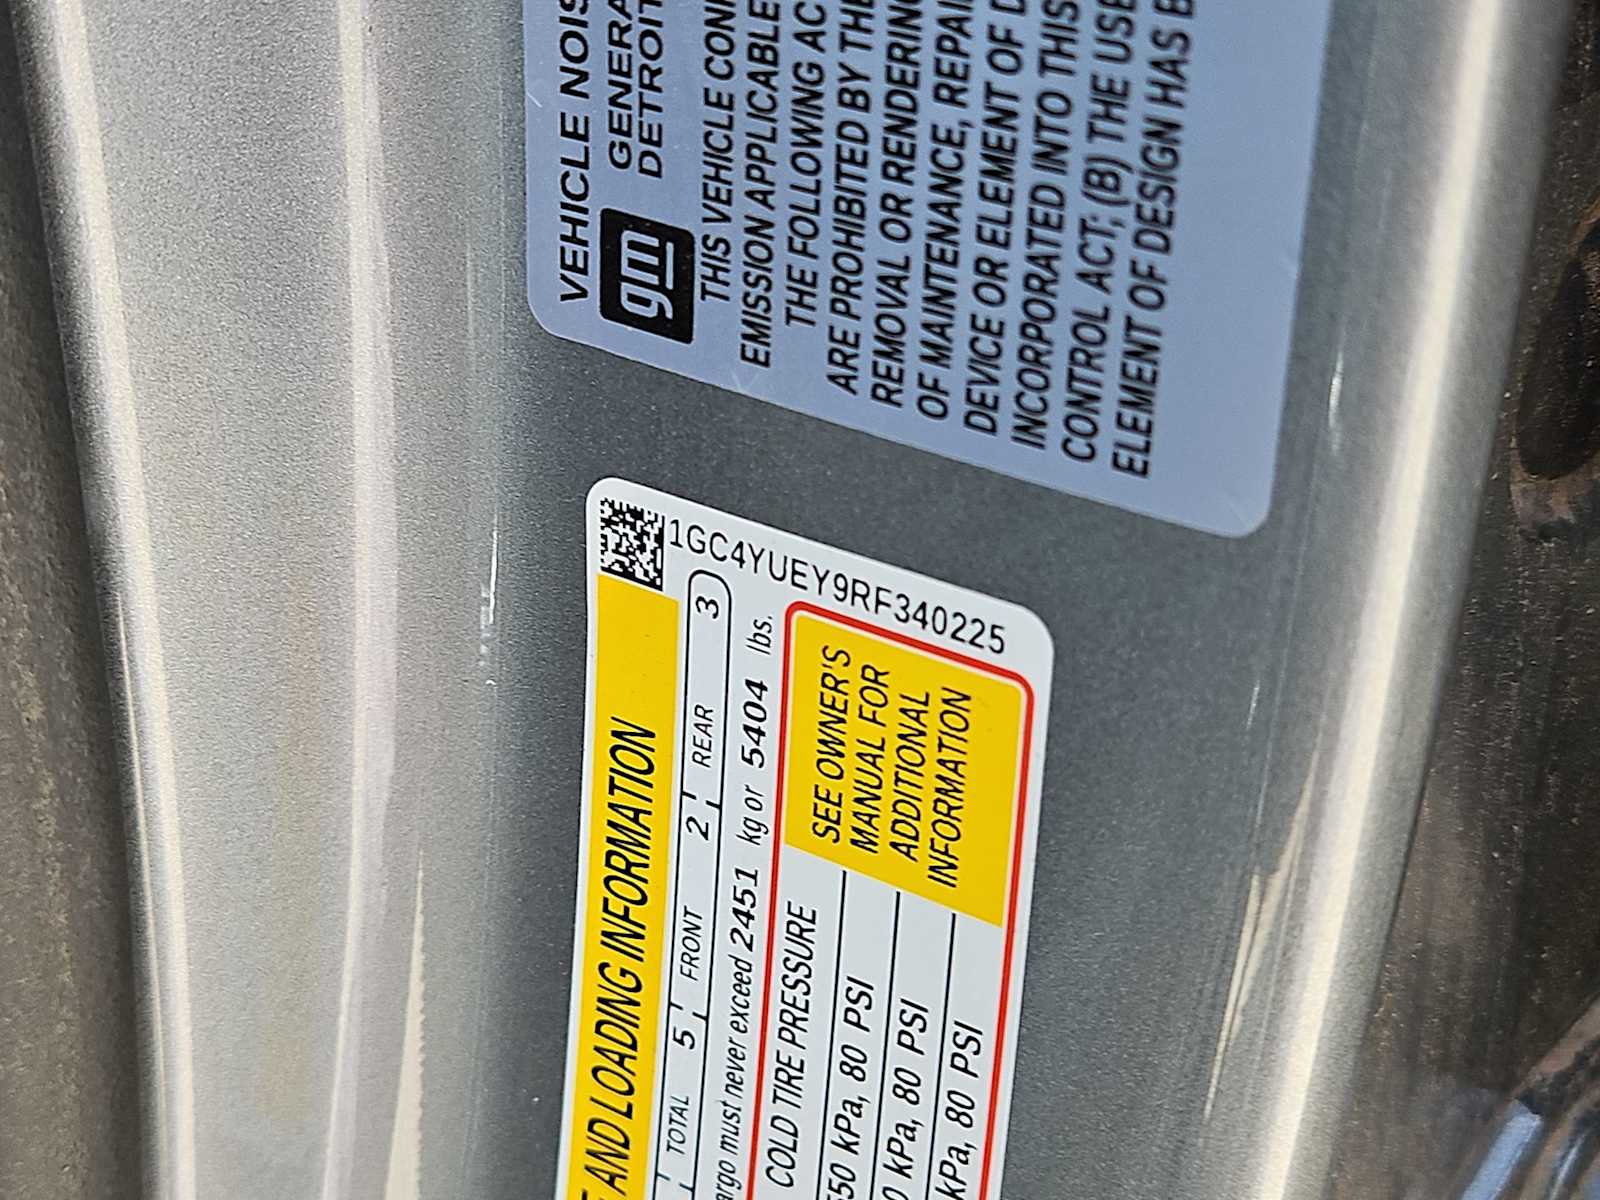 VEHICLE NOIS
gm
GENERA
DETROIT
THIS VEHICLE CON
EMISSION APPLICABLE
THE FOLLOWING AC
ARE PROHIBITED BY THE
REMOVAL OR RENDERING
OF MAINTENANCE, REPAI
DEVICE OR ELEMENT OF D
INCORPORATED INTO THIS
CONTROL ACT; (B) THE USE
ELEMENT OF DESIGN HAS B
E AND LOADING INFORMATION
1GC4YUEY9RF340225
TOTAL 5 FRONT 2 REAR 3
argo must never exceed 2451 kg or 5404 lbs.
COLD TIRE PRESSURE
550 kPa, 80 PSI
0 kPa, 80 PSI
kPa, 80 PSI
SEE OWNER'S
MANUAL FOR
ADDITIONAL
INFORMATION